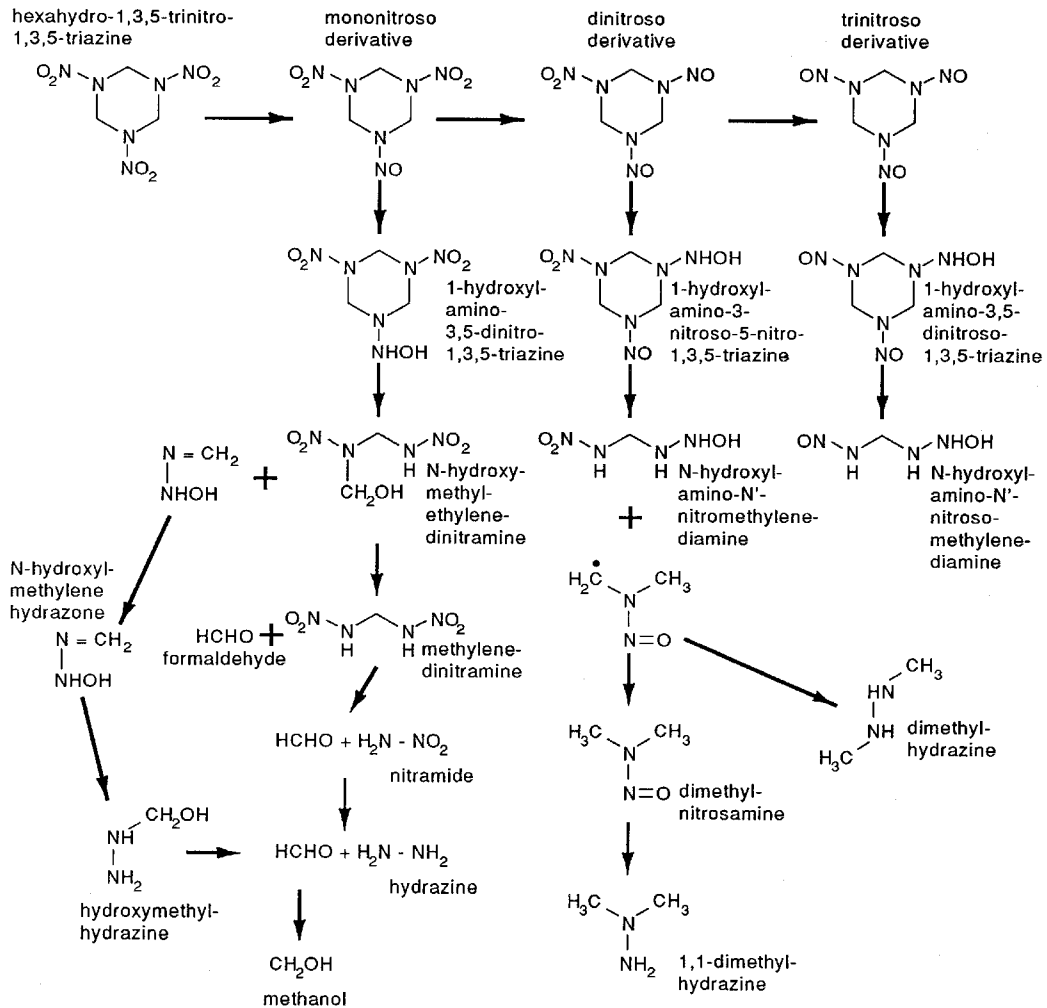 hexahydro-1,3,5-trinitro-
1,3,5-triazine
mononitroso
derivative
dinitroso
derivative
trinitroso
derivative
O2N
N
N
NO2
N
NO2
O2N
N
N
NO2
N
NO
O2N
N
N
NO
N
NO
ON
N
N
NO
N
NO
O2N
N
N
NO2
N
NHOH
1-hydroxyl-
amino-
3,5-dinitro-
1,3,5-triazine
O2N
N
N
NHOH
N
NO
1-hydroxyl-
amino-3-
nitroso-5-nitro-
1,3,5-triazine
ON
N
N
NHOH
N
NO
1-hydroxyl-
amino-3,5-
dinitroso-
1,3,5-triazine
N = CH2
NHOH
+
O2N
N
N
H
NO2
CH2OH
N-hydroxy-
methyl-
ethylene-
dinitramine
O2N
N
H
N
H
NHOH
N-hydroxyl-
amino-N'-
nitromethylene-
diamine
+
ON
N
H
N
H
NHOH
N-hydroxyl-
amino-N'-
nitroso-
methylene-
diamine
N-hydroxyl-
methylene
hydrazone
N = CH2
NHOH
HCHO
formaldehyde
+
O2N
N
H
N
H
NO2
methylene-
dinitramine
H2C•
N
CH3
N=O
HCHO + H2N - NO2
nitramide
H3C
N
CH3
N=O
dimethyl-
nitrosamine
CH3
HN
NH
H3C
dimethyl-
hydrazine
CH2OH
NH
NH2
hydroxymethyl-
hydrazine
HCHO + H2N - NH2
hydrazine
CH2OH
methanol
H3C
N
CH3
NH2
1,1-dimethyl-
hydrazine